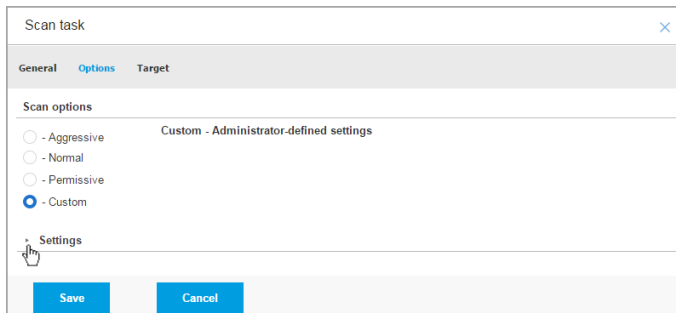 Scan task
General Options Target
Scan options
- Aggressive
Custom - Administrator-defined settings
- Normal
- Permissive
- Custom
Settings
Save Cancel